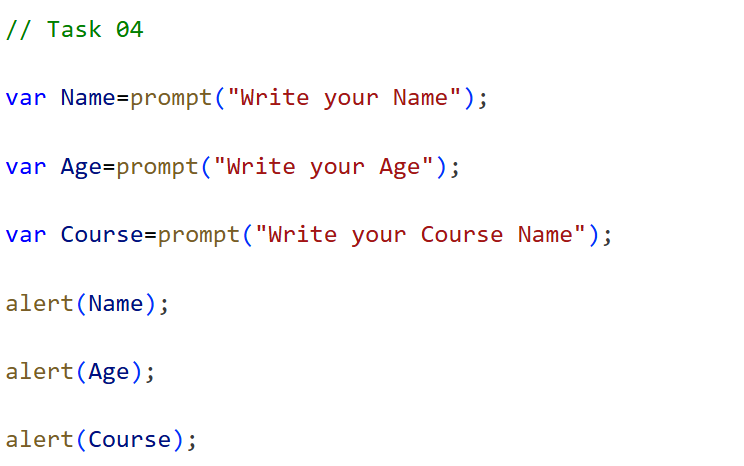 // Task 04
var Name=prompt("Write your Name");
var Age=prompt("Write your Age");
var Course=prompt("Write your Course Name");
alert(Name);
alert(Age);
alert(Course);